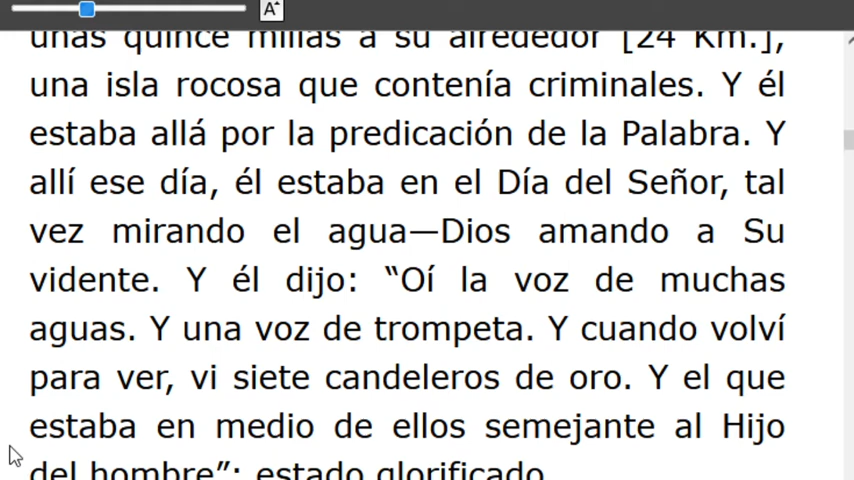 A
unas quince millas a su alrededor [24 Km.],
una isla rocosa que contenía criminales. Y él
estaba allá por la predicación de la Palabra. Y
allí ese día, él estaba en el Día del Señor, tal
vez mirando el agua—Dios amando a Su
vidente. Y él dijo: “Oí la voz de muchas
aguas. Y una voz de trompeta. Y cuando volví
para ver, vi siete candeleros de oro. Y el que
estaba en medio de ellos semejante al Hijo
del hombre”; estado glorificado.